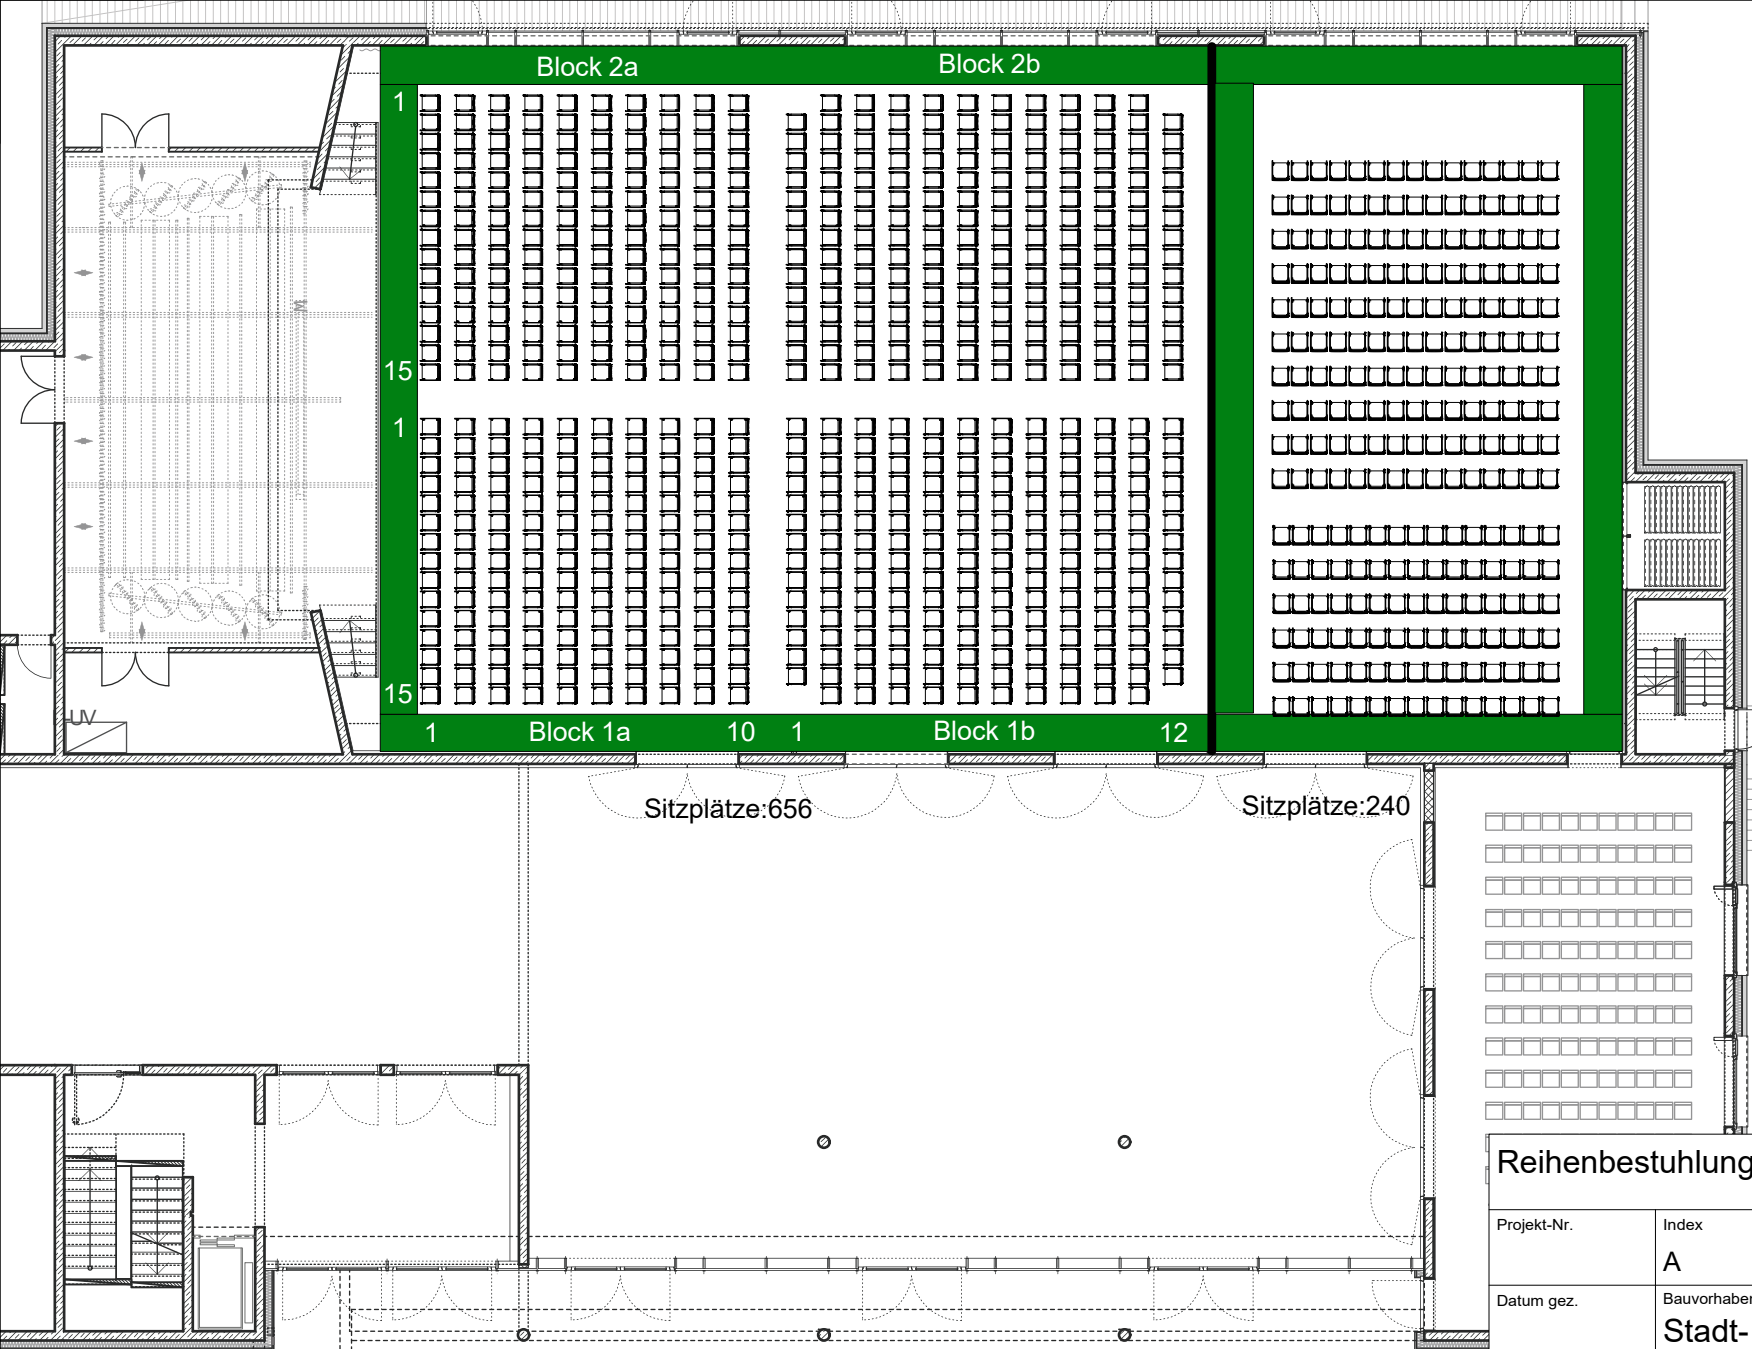 Block 2a
Block 2b
1
15
1
15
1
Block 1a
10
1
Block 1b
12
UV
Sitzplätze:656
Sitzplätze:240
Reihenbestuhlung
Projekt-Nr.
Index
A
Datum gez.
Bauvorhaben
Stadt-